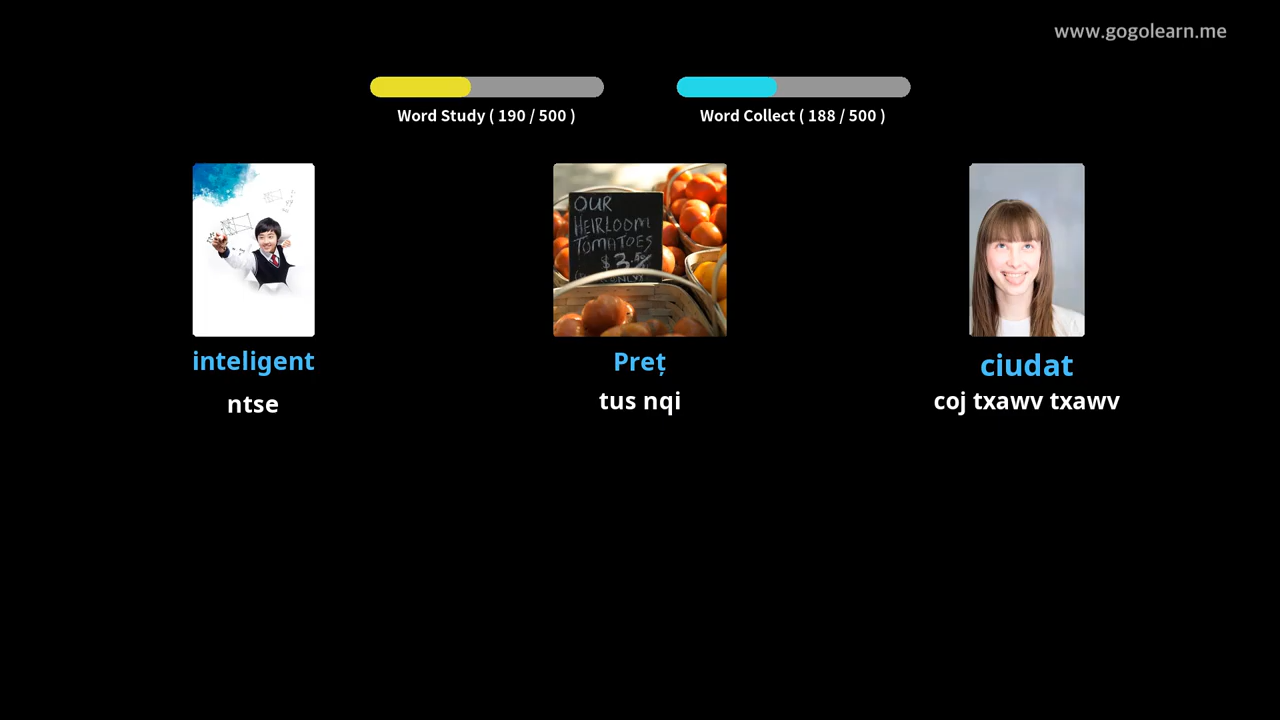 www.gogolearn.me
Word Study ( 190 / 500 )
Word Collect ( 188 / 500 )
OUR
HEIRLOOM
TOMATOES
inteligent
Preț
ciudat
ntse
tus nqi
coj txawv txawv